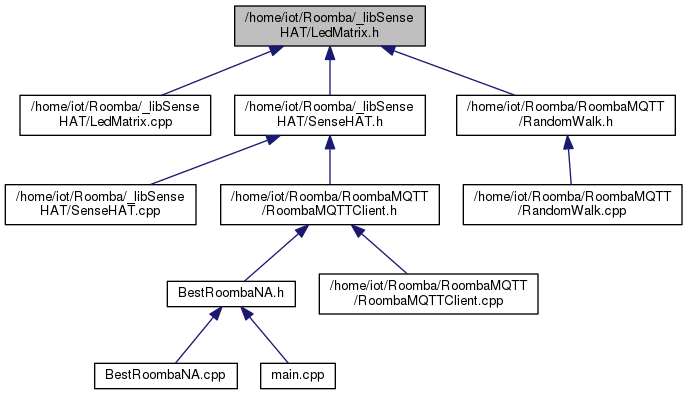 /home/iot/Roomba/_libSense
HAT/LedMatrix.h
/home/iot/Roomba/_libSense
HAT/LedMatrix.cpp
/home/iot/Roomba/_libSense
HAT/SenseHAT.h
/home/iot/Roomba/RoombaMQTT
/RandomWalk.h
/home/iot/Roomba/_libSense
HAT/SenseHAT.cpp
/home/iot/Roomba/RoombaMQTT
/RoombaMQTTClient.h
/home/iot/Roomba/RoombaMQTT
/RandomWalk.cpp
BestRoombaNA.h
/home/iot/Roomba/RoombaMQTT
/RoombaMQTTClient.cpp
BestRoombaNA.cpp
main.cpp